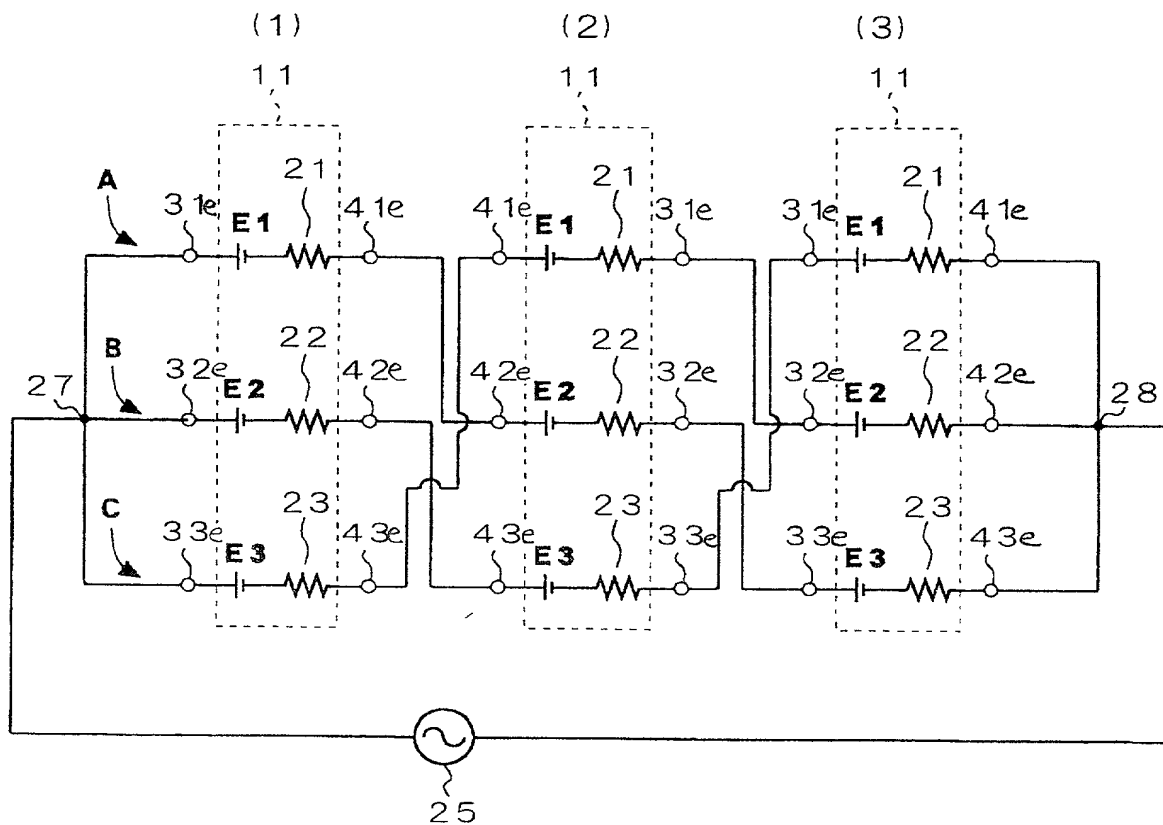 (1) (2) (3)
11 11 11
A 31e E1 21 41e 41e E1 21 31e 31e E1 21 41e
B 27 32e E2 22 42e 42e E2 22 32e 32e E2 22 42e 28
C 33e E3 23 43e 43e E3 23 33e 33e E3 23 43e
25